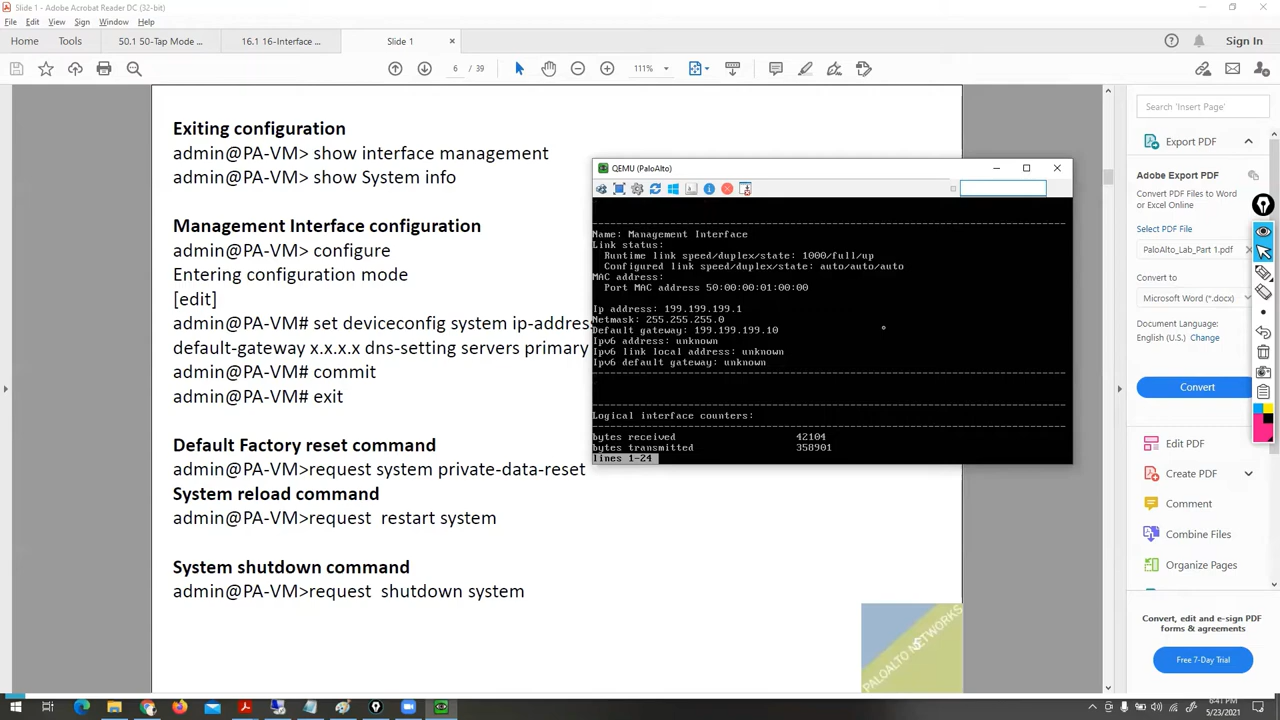 Slide 1 - Adobe Acrobat Reader DC (32-bit)
File Edit View Sign Window Help
Home Tools 50.1 50-Tap Mode ... 16.1 16-Interface ... Slide 1 × Sign In
6 / 39 111%
Exiting configuration
admin@PA-VM> show interface management
admin@PA-VM> show System info
Management Interface configuration
admin@PA-VM> configure
Entering configuration mode
[edit]
admin@PA-VM# set deviceconfig system ip-addres
default-gateway x.x.x.x dns-setting servers primary
admin@PA-VM# commit
admin@PA-VM# exit
Default Factory reset command
admin@PA-VM>request system private-data-reset
System reload command
admin@PA-VM>request  restart system
System shutdown command
admin@PA-VM>request  shutdown system
PALOALTO NETWORKS
QEMU (PaloAlto)
Name: Management Interface
Link status:
Runtime link speed/duplex/state: 1000/full/up
Configured link speed/duplex/state: auto/auto/auto
MAC address:
Port MAC address 50:00:00:01:00:00
Ip address: 199.199.199.1
Netmask: 255.255.255.0
Default gateway: 199.199.199.10
Ipv6 address: unknown
Ipv6 link local address: unknown
Ipv6 default gateway: unknown
Logical interface counters:
bytes received 42104
bytes transmitted 358901
lines 1-24
Search 'Insert Page'
Export PDF
Adobe Export PDF
Convert PDF Files to Word
or Excel Online
Select PDF File
PaloAlto_Lab_Part 1.pdf
Convert to
Microsoft Word (*.docx)
Document Language:
English (U.S.) Change
Convert
Edit PDF
Create PDF
Comment
Combine Files
Organize Pages
Convert, edit and e-sign PDF
forms & agreements
Free 7-Day Trial
6:41 PM
5/23/2021